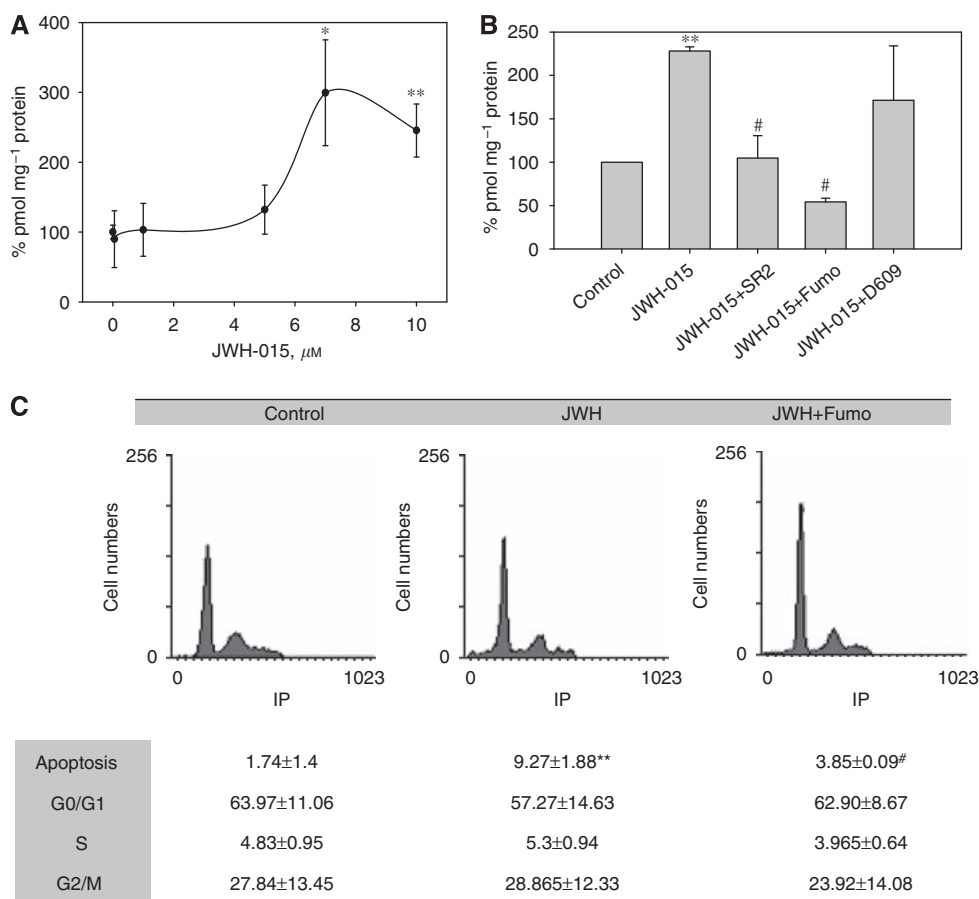 A
400
300
200
100
0
% pmol mg⁻¹ protein
*
**
0 2 4 6 8 10
JWH-015, μM
B
250
200
150
100
50
0
% pmol mg⁻¹ protein
**
#
#
Control
JWH-015
JWH-015+SR2
JWH-015+Fumo
JWH-015+D609
C
Control JWH JWH+Fumo
256
Cell numbers
0
0 1023
IP
256
Cell numbers
0
0 1023
IP
256
Cell numbers
0
0 1023
IP
Apoptosis 1.74±1.4 9.27±1.88** 3.85±0.09#
G0/G1 63.97±11.06 57.27±14.63 62.90±8.67
S 4.83±0.95 5.3±0.94 3.965±0.64
G2/M 27.84±13.45 28.865±12.33 23.92±14.08